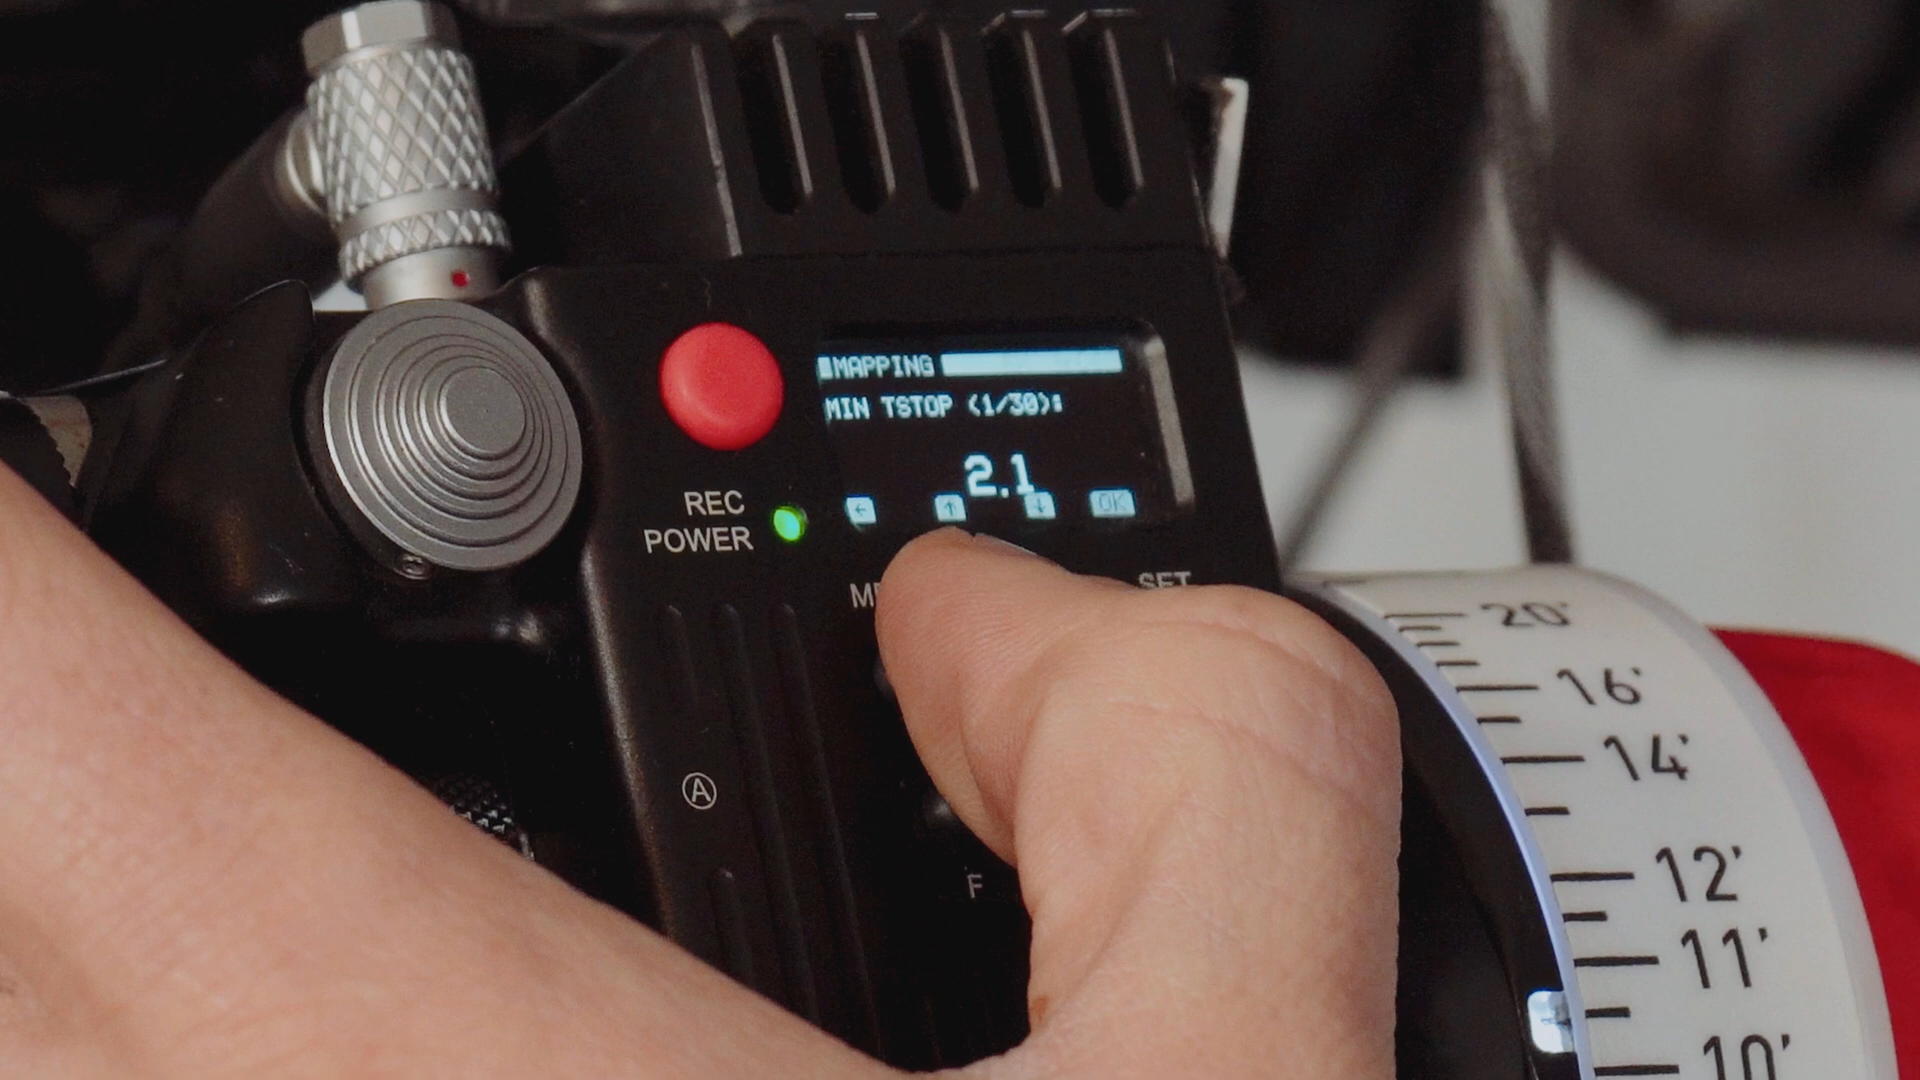 MAPPING
MIN TSTOP (1/30):
2.1
OK
REC
POWER
SET
A
F
20'
16'
14'
12'
11'
10'